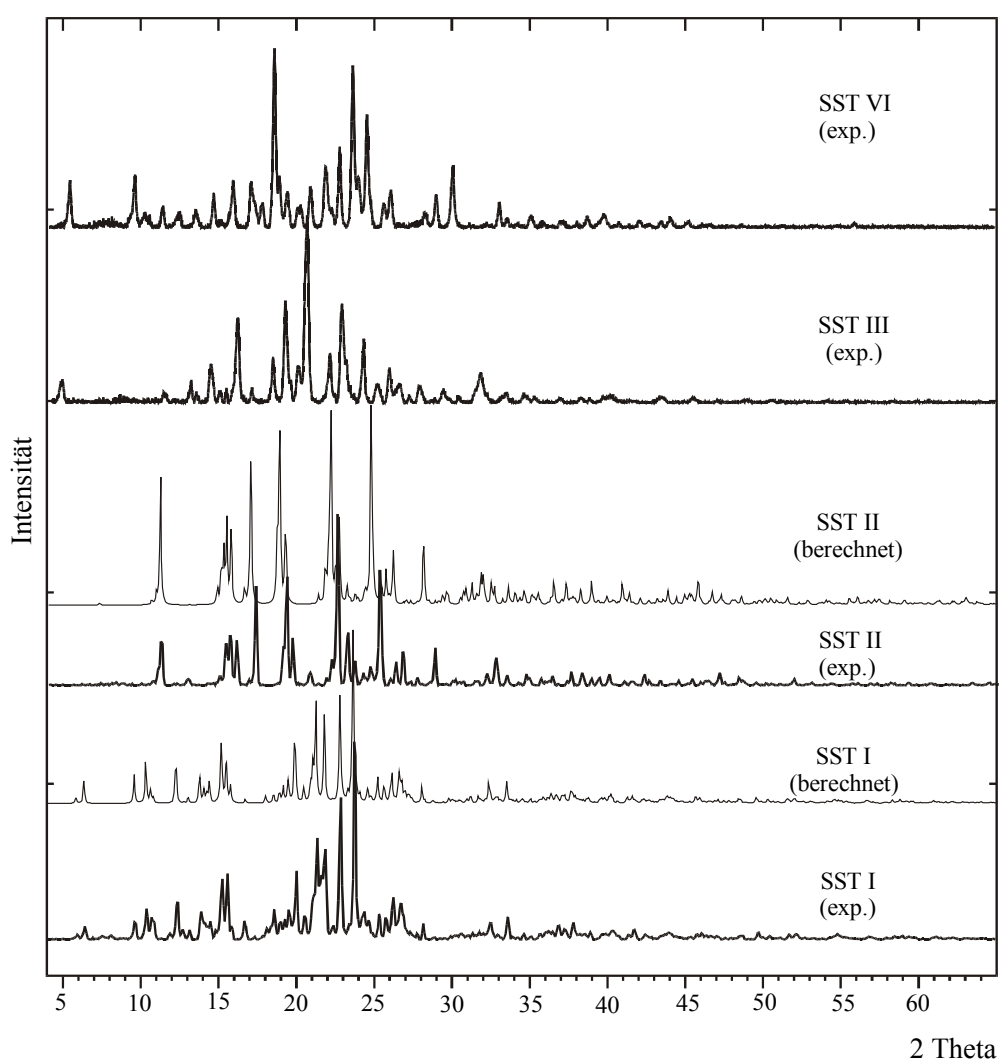 SST VI
(exp.)
SST III
(exp.)
Intensität
SST II
(berechnet)
SST II
(exp.)
SST I
(berechnet)
SST I
(exp.)
5 10 15 20 25 30 35 40 45 50 55 60
2 Theta